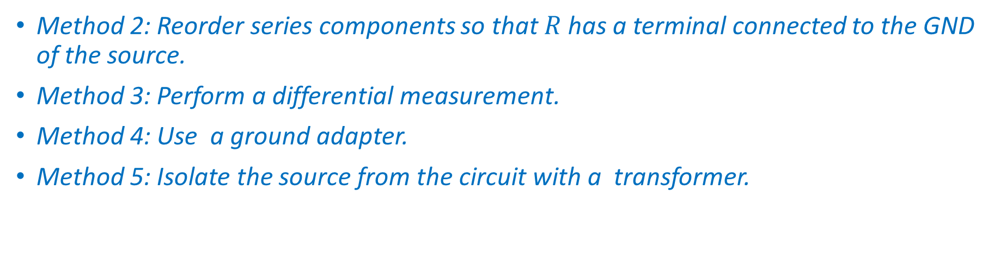 • Method 2: Reorder series components so that R has a terminal connected to the GND
of the source.
• Method 3: Perform a differential measurement.
• Method 4: Use  a ground adapter.
• Method 5: Isolate the source from the circuit with a  transformer.